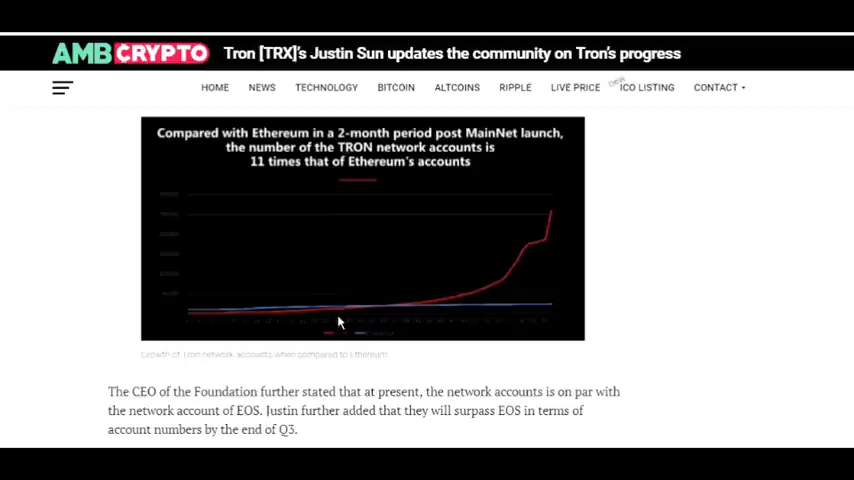 AMBCRYPTO Tron [TRX]'s Justin Sun updates the community on Tron's progress
HOME NEWS TECHNOLOGY BITCOIN ALTCOINS RIPPLE LIVE PRICE NEW ICO LISTING CONTACT
Compared with Ethereum in a 2-month period post MainNet launch,
the number of the TRON network accounts is
11 times that of Ethereum's accounts
Growth of Tron network accounts when compared to Ethereum
The CEO of the Foundation further stated that at present, the network accounts is on par with
the network account of EOS. Justin further added that they will surpass EOS in terms of
account numbers by the end of Q3.